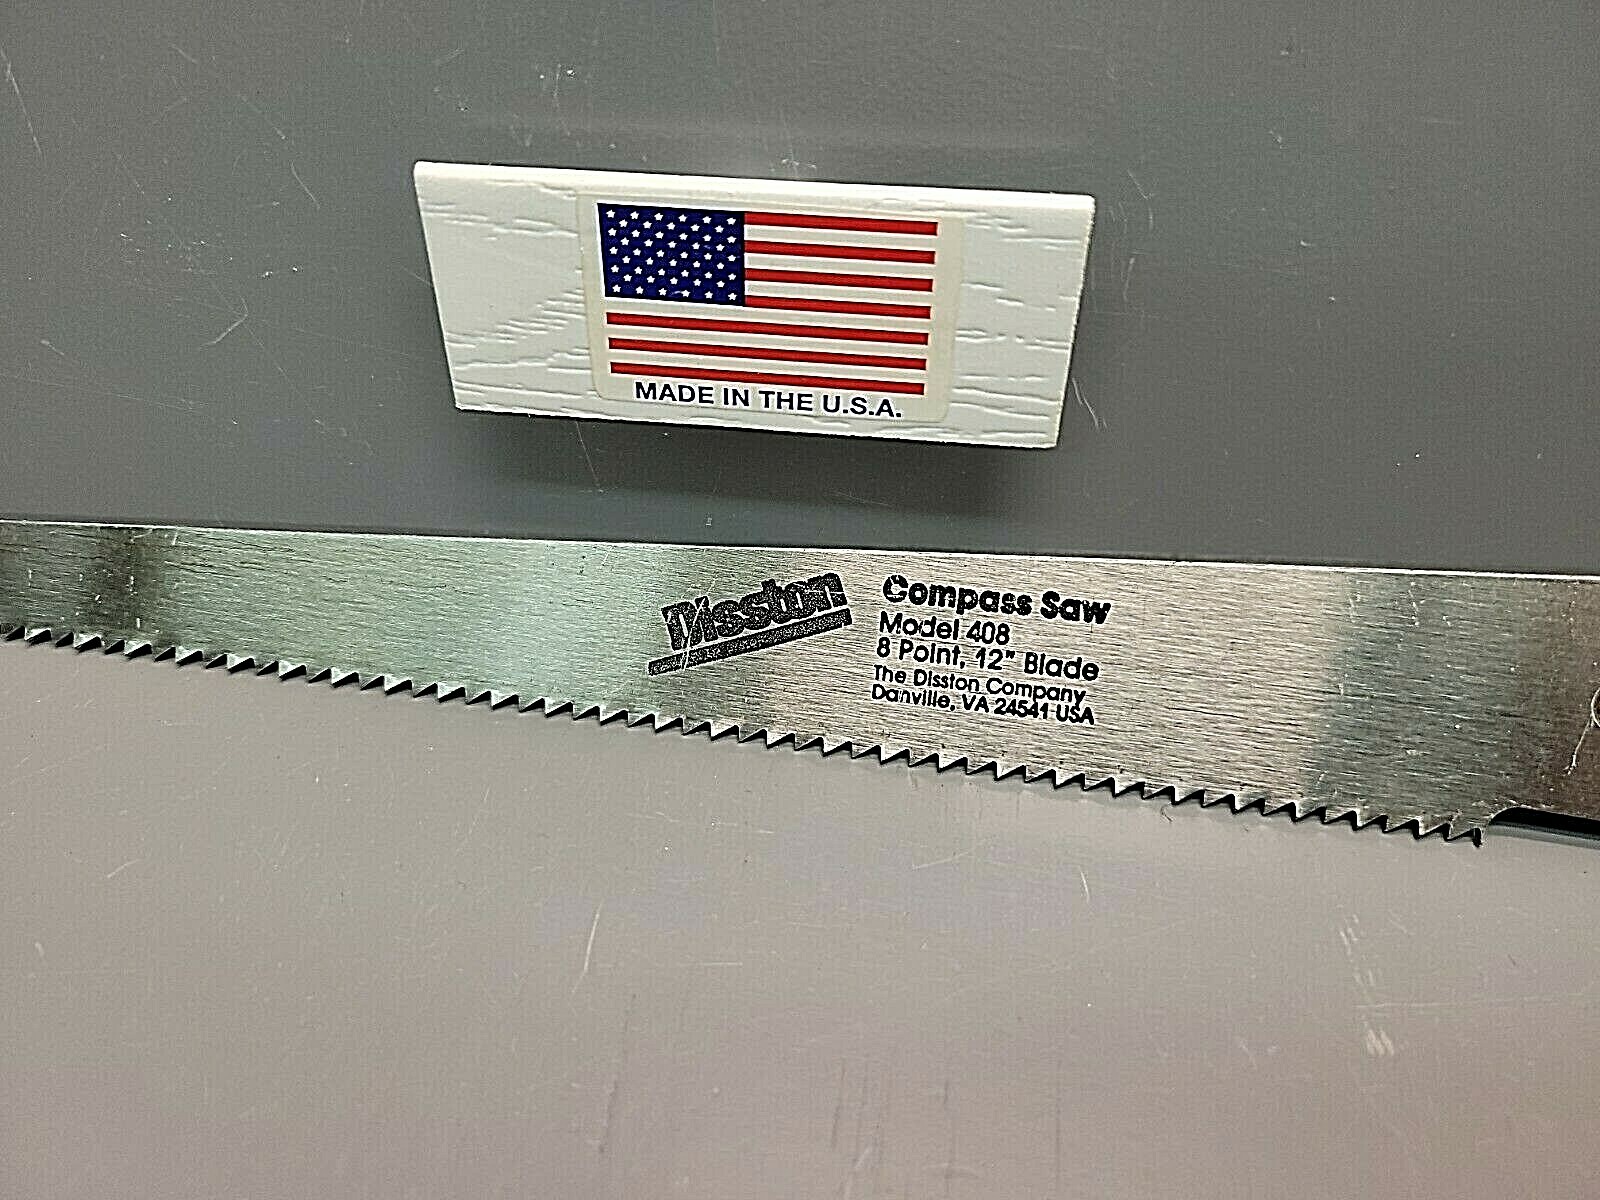 MADE IN THE U.S.A.
Disston
Compass Saw
Model 408
8 Point, 12" Blade
The Disston Company
Danville, VA 24541 USA